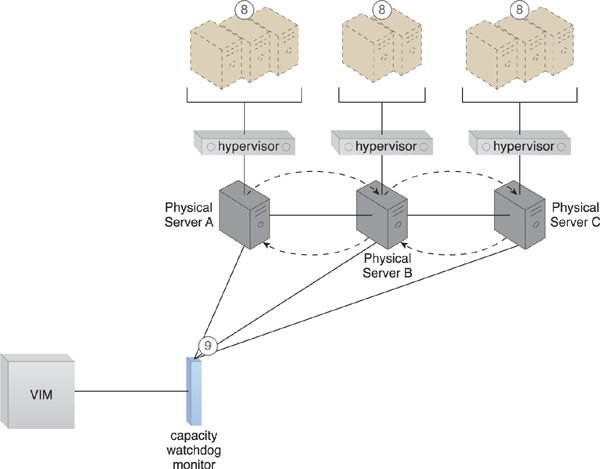 8
8
8
hypervisor
hypervisor
hypervisor
Physical
Server A
Physical
Server C
Physical
Server B
9
VIM
capacity
watchdog
monitor